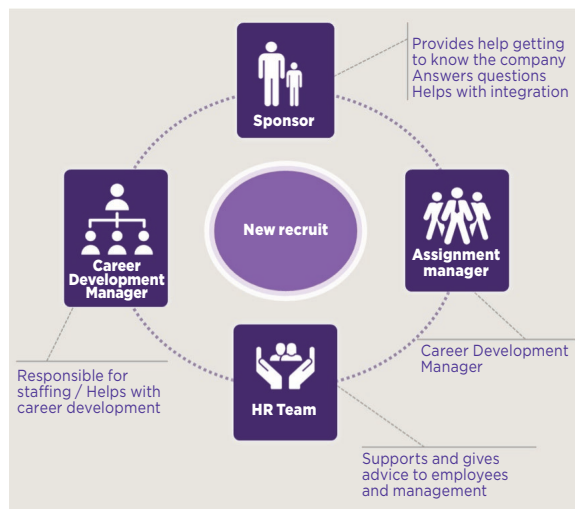 Provides help getting
to know the company
Answers questions
Helps with integration
Sponsor
New recruit
Career
Development
Manager
Assignment
manager
Career Development
Manager
Responsible for
staffing / Helps with
career development
HR Team
Supports and gives
advice to employees
and management